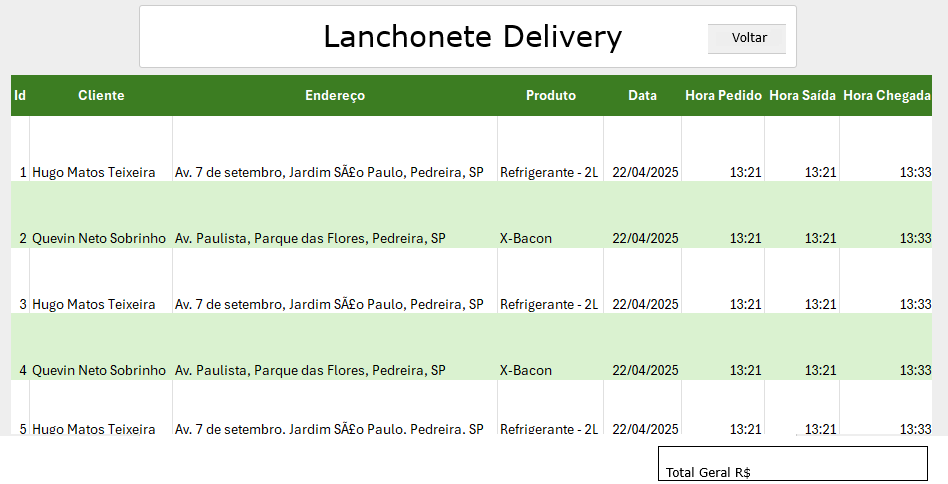 Lanchonete Delivery
Voltar
Id Cliente Endereço Produto Data Hora Pedido Hora Saída Hora Chegada
1 Hugo Matos Teixeira Av. 7 de setembro, Jardim SÃ£o Paulo, Pedreira, SP Refrigerante - 2L 22/04/2025 13:21 13:21 13:33
2 Quevin Neto Sobrinho Av. Paulista, Parque das Flores, Pedreira, SP X-Bacon 22/04/2025 13:21 13:21 13:33
3 Hugo Matos Teixeira Av. 7 de setembro, Jardim SÃ£o Paulo, Pedreira, SP Refrigerante - 2L 22/04/2025 13:21 13:21 13:33
4 Quevin Neto Sobrinho Av. Paulista, Parque das Flores, Pedreira, SP X-Bacon 22/04/2025 13:21 13:21 13:33
5 Hugo Matos Teixeira Av. 7 de setembro, Jardim SÃ£o Paulo, Pedreira, SP Refrigerante - 2L 22/04/2025 13:21 13:21 13:33
Total Geral R$